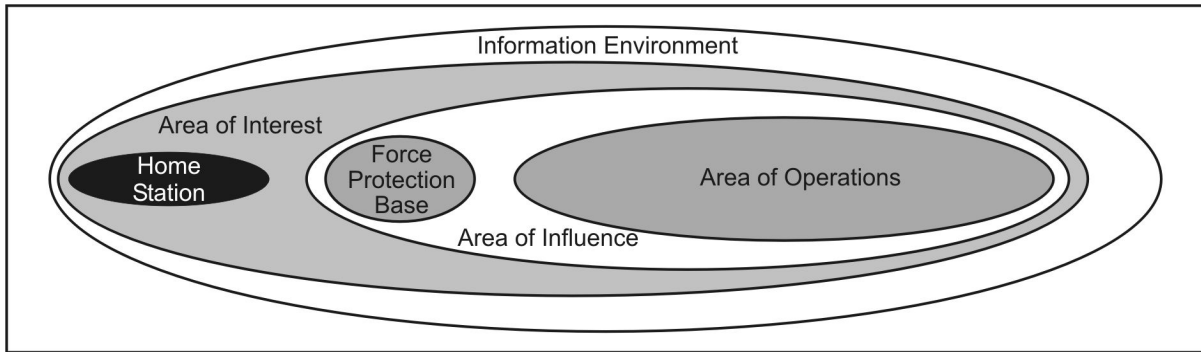 Information Environment
Area of Interest
Home
Station
Force
Protection
Base
Area of Operations
Area of Influence